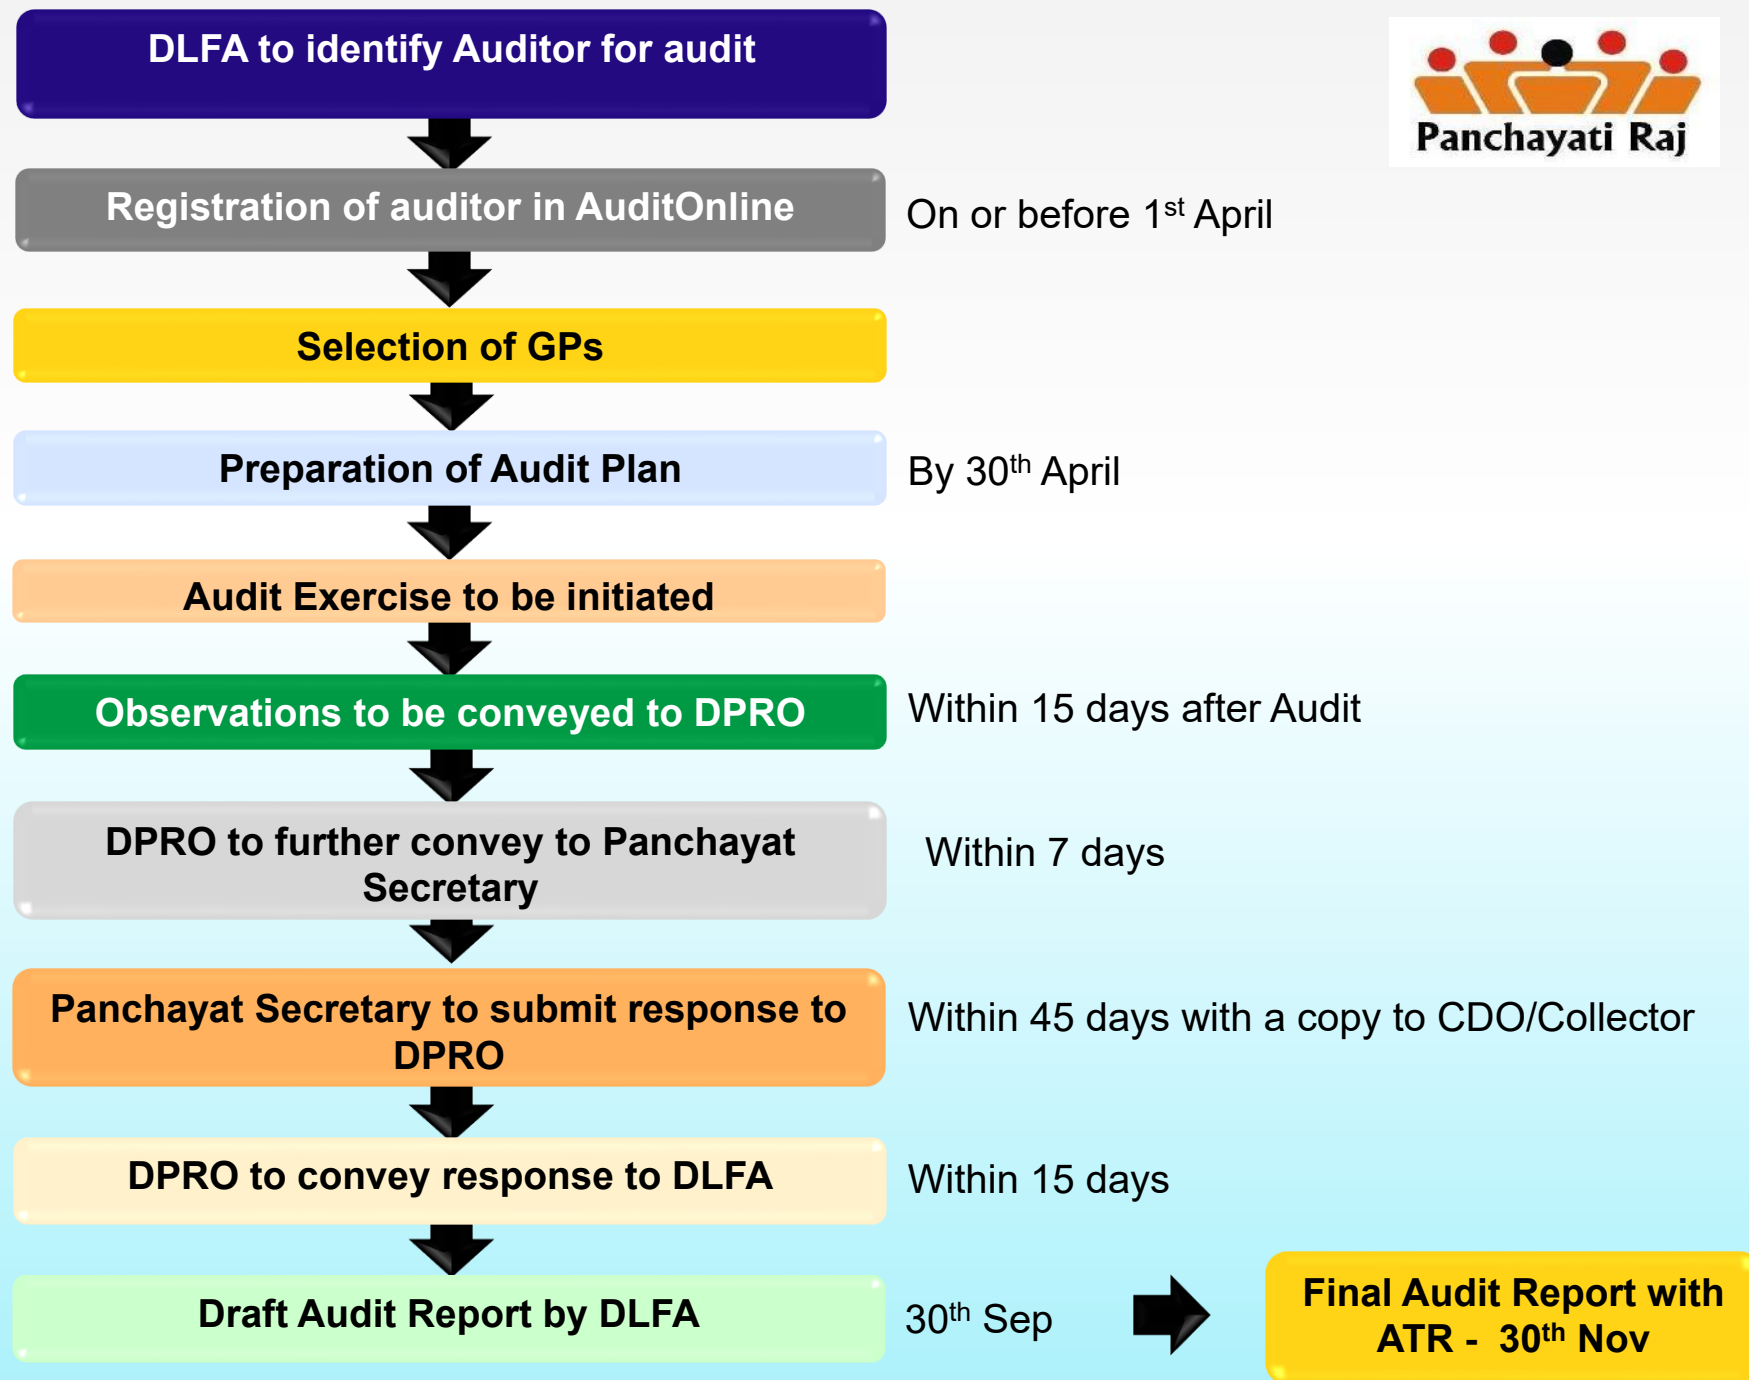 DLFA to identify Auditor for audit
Panchayati Raj
Registration of auditor in AuditOnline
On or before 1st April
Selection of GPs
Preparation of Audit Plan
By 30th April
Audit Exercise to be initiated
Observations to be conveyed to DPRO
Within 15 days after Audit
DPRO to further convey to Panchayat
Secretary
Within 7 days
Panchayat Secretary to submit response to
DPRO
Within 45 days with a copy to CDO/Collector
DPRO to convey response to DLFA
Within 15 days
Draft Audit Report by DLFA
30th Sep
Final Audit Report with
ATR - 30th Nov